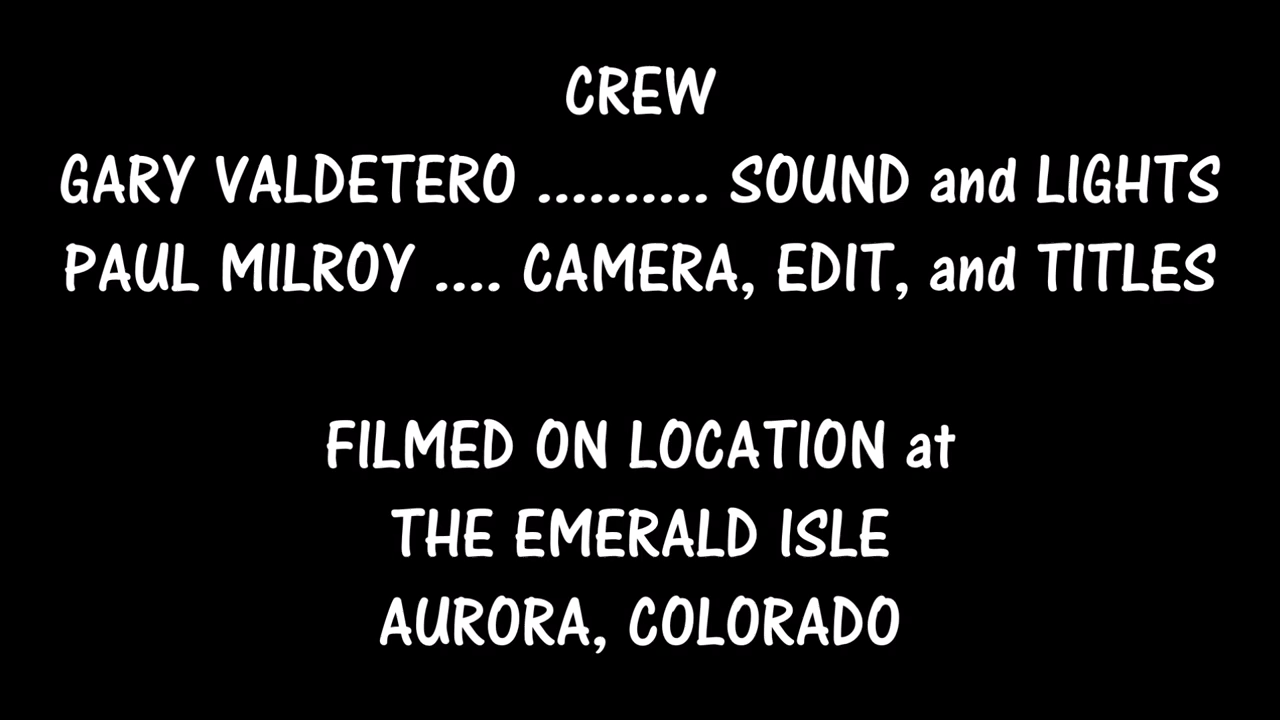 CREW
GARY VALDETERO .......... SOUND and LIGHTS
PAUL MILROY .... CAMERA, EDIT, and TITLES
FILMED ON LOCATION at
THE EMERALD ISLE
AURORA, COLORADO